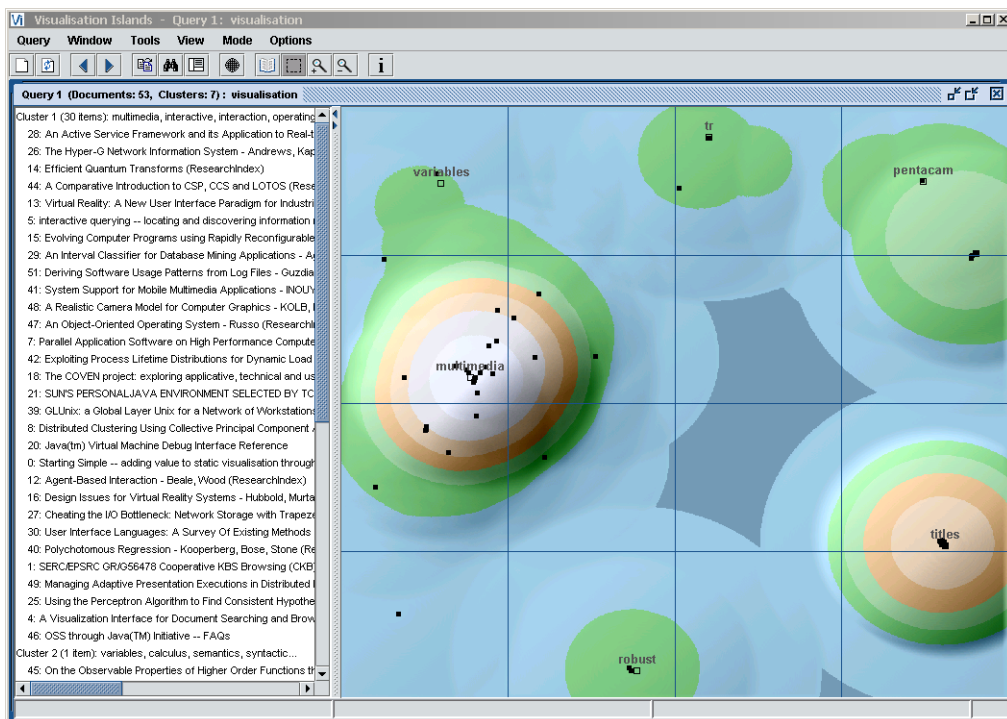 Visualisation Islands - Query 1: visualisation
Query Window Tools View Mode Options
Query 1 (Documents: 53, Clusters: 7) : visualisation
Cluster 1 (30 items): multimedia, interactive, interaction, operating
28: An Active Service Framework and its Application to Real-t
26: The Hyper-G Network Information System - Andrews, Kap
14: Efficient Quantum Transforms (ResearchIndex)
44: A Comparative Introduction to CSP, CCS and LOTOS (Rese
13: Virtual Reality: A New User Interface Paradigm for Industri
5: interactive querying -- locating and discovering information
15: Evolving Computer Programs using Rapidly Reconfigurable
29: An Interval Classifier for Database Mining Applications - A
51: Deriving Software Usage Patterns from Log Files - Guzdia
41: System Support for Mobile Multimedia Applications - INOUY
48: A Realistic Camera Model for Computer Graphics - KOLB,
47: An Object-Oriented Operating System - Russo (ResearchI
7: Parallel Application Software on High Performance Compute
42: Exploiting Process Lifetime Distributions for Dynamic Load
18: The COVEN project: exploring applicative, technical and us
21: SUN'S PERSONALJAVA ENVIRONMENT SELECTED BY TC
39: GLUnix: a Global Layer Unix for a Network of Workstations
8: Distributed Clustering Using Collective Principal Component
20: Java(tm) Virtual Machine Debug Interface Reference
0: Starting Simple -- adding value to static visualisation through
12: Agent-Based Interaction - Beale, Wood (ResearchIndex)
16: Design Issues for Virtual Reality Systems - Hubbold, Murta
27: Cheating the I/O Bottleneck: Network Storage with Trapeze
30: User Interface Languages: A Survey Of Existing Methods
40: Polychotomous Regression - Kooperberg, Bose, Stone (Re
1: SERC/EPSRC GR/G56478 Cooperative KBS Browsing (CKB
49: Managing Adaptive Presentation Executions in Distributed
25: Using the Perceptron Algorithm to Find Consistent Hypothe
4: A Visualization Interface for Document Searching and Brow
46: OSS through Java(TM) Initiative -- FAQs
Cluster 2 (1 item): variables, calculus, semantics, syntactic...
45: On the Observable Properties of Higher Order Functions th
tr
variables
pentacam
multimedia
titles
robust